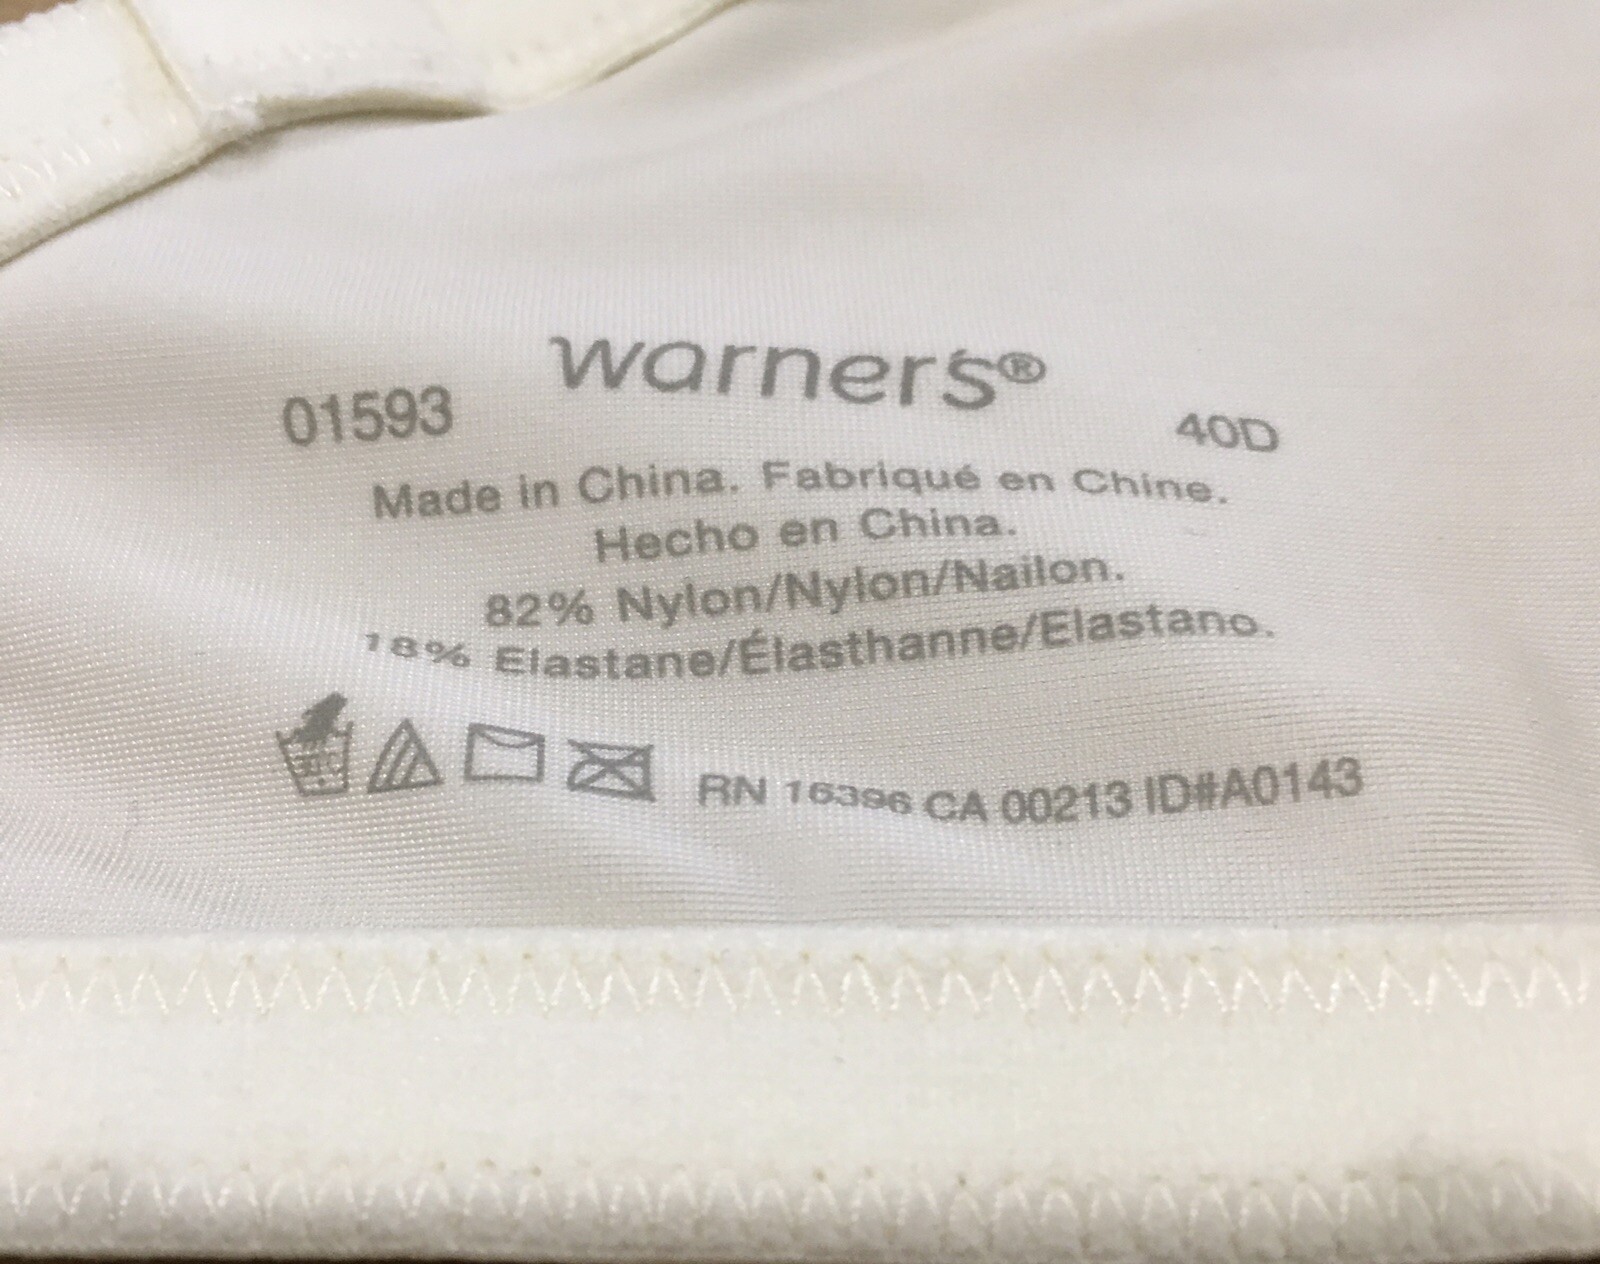 warner's®
01593 40D
Made in China. Fabriqué en Chine.
Hecho en China.
82% Nylon/Nylon/Nailon.
18% Elastane/Élasthanne/Elastano.
RN 16396 CA 00213 ID#A0143